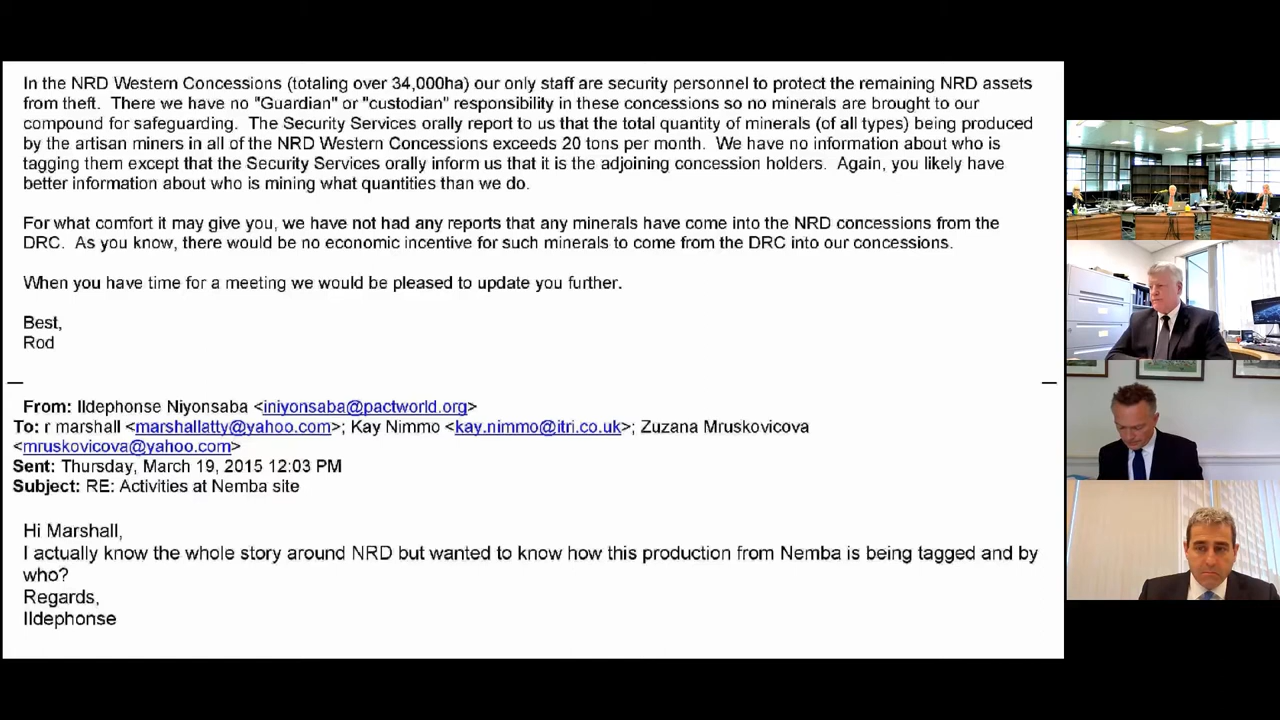 In the NRD Western Concessions (totaling over 34,000ha) our only staff are security personnel to protect the remaining NRD assets
from theft. There we have no "Guardian" or "custodian" responsibility in these concessions so no minerals are brought to our
compound for safeguarding. The Security Services orally report to us that the total quantity of minerals (of all types) being produced
by the artisan miners in all of the NRD Western Concessions exceeds 20 tons per month. We have no information about who is
tagging them except that the Security Services orally inform us that it is the adjoining concession holders. Again, you likely have
better information about who is mining what quantities than we do.
For what comfort it may give you, we have not had any reports that any minerals have come into the NRD concessions from the
DRC. As you know, there would be no economic incentive for such minerals to come from the DRC into our concessions.
When you have time for a meeting we would be pleased to update you further.
Best,
Rod
From: Ildephonse Niyonsaba <iniyonsaba@pactworld.org>
To: r marshall <marshallatty@yahoo.com>; Kay Nimmo <kay.nimmo@itri.co.uk>; Zuzana Mruskovicova
<mruskovicova@yahoo.com>
Sent: Thursday, March 19, 2015 12:03 PM
Subject: RE: Activities at Nemba site
Hi Marshall,
I actually know the whole story around NRD but wanted to know how this production from Nemba is being tagged and by
who?
Regards,
Ildephonse